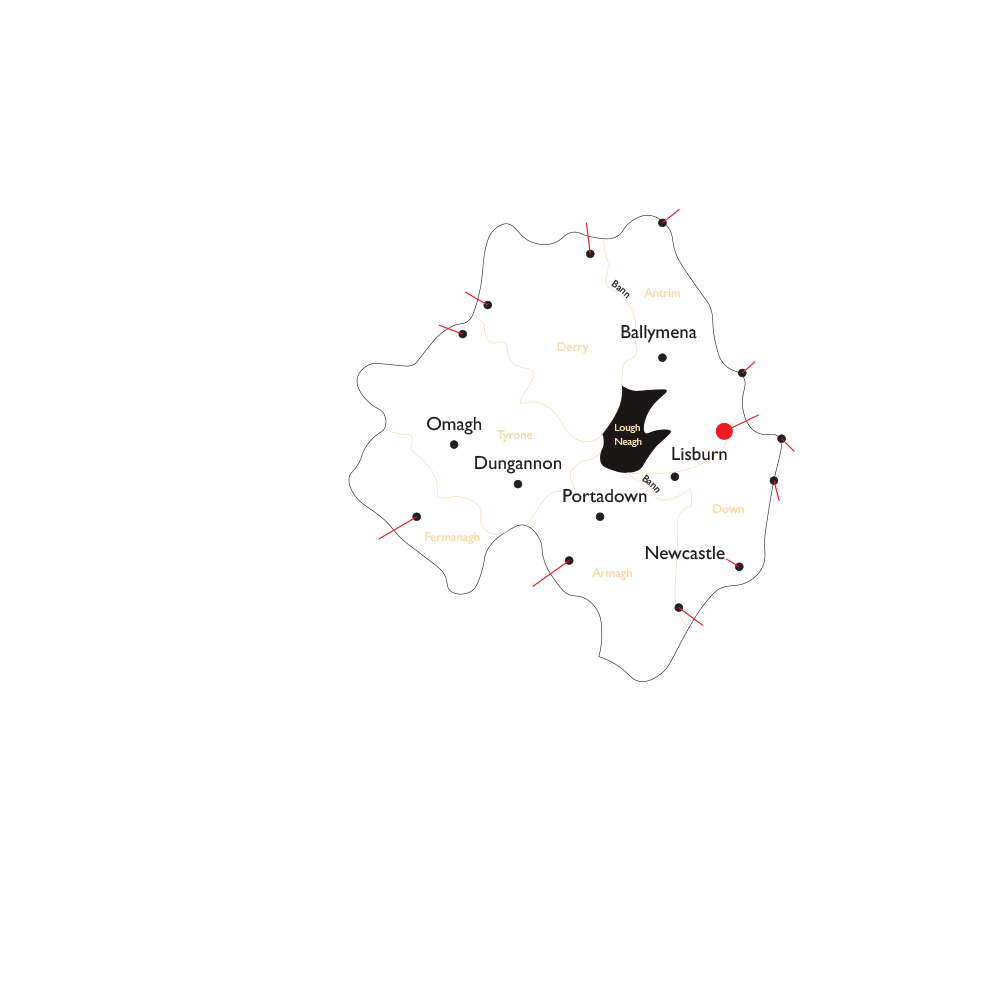 Bann
Antrim
Ballymena
Derry
Omagh
Tyrone
Lough
Neagh
Lisburn
Dungannon
Bann
Portadown
Down
Fermanagh
Newcastle
Armagh